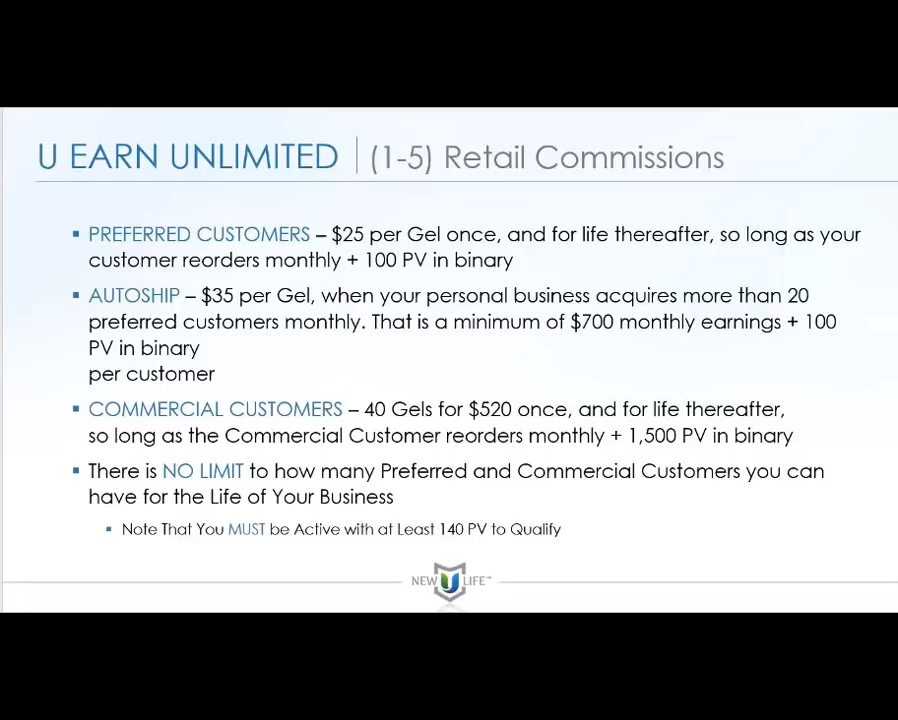 U EARN UNLIMITED | (1-5) Retail Commissions
▪ PREFERRED CUSTOMERS – $25 per Gel once, and for life thereafter, so long as your
customer reorders monthly + 100 PV in binary
▪ AUTOSHIP – $35 per Gel, when your personal business acquires more than 20
preferred customers monthly. That is a minimum of $700 monthly earnings + 100
PV in binary
per customer
▪ COMMERCIAL CUSTOMERS – 40 Gels for $520 once, and for life thereafter,
so long as the Commercial Customer reorders monthly + 1,500 PV in binary
▪ There is NO LIMIT to how many Preferred and Commercial Customers you can
have for the Life of Your Business
▪ Note That You MUST be Active with at Least 140 PV to Qualify
NEW U LIFE™